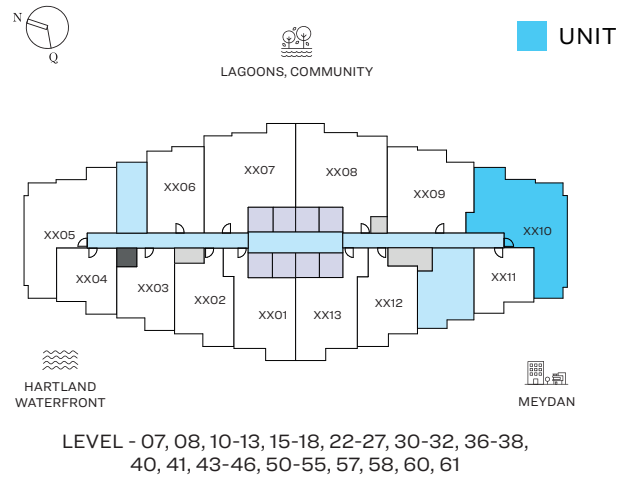 N
Q
UNIT
LAGOONS, COMMUNITY
XX06
XX07
XX08
XX09
XX05
XX10
XX04
XX03
XX02
XX01
XX13
XX12
XX11
HARTLAND
WATERFRONT
MEYDAN
LEVEL - 07, 08, 10-13, 15-18, 22-27, 30-32, 36-38,
40, 41, 43-46, 50-55, 57, 58, 60, 61